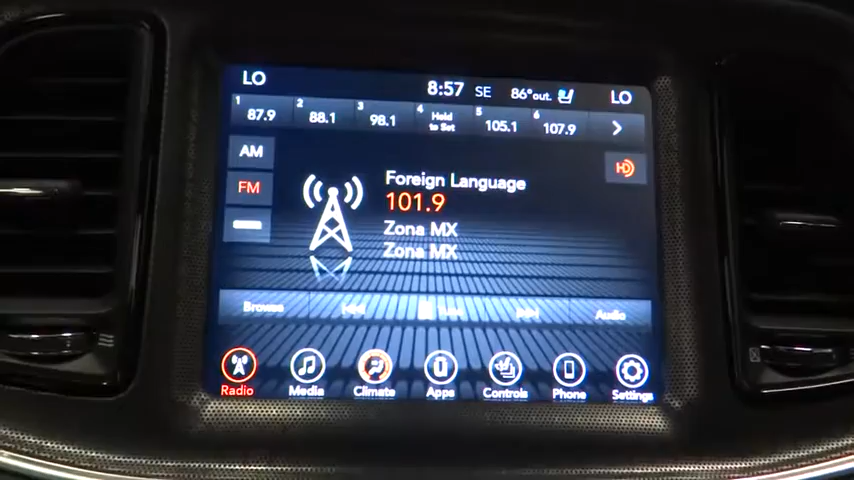 LO 8:57 SE 86°out. LO
1 87.9 2 88.1 3 98.1 4 Hold to Set 5 105.1 6 107.9
AM
FM
HD
Foreign Language
101.9
Zona MX
Zona MX
Browse Audio
Radio Media Climate Apps Controls Phone Settings